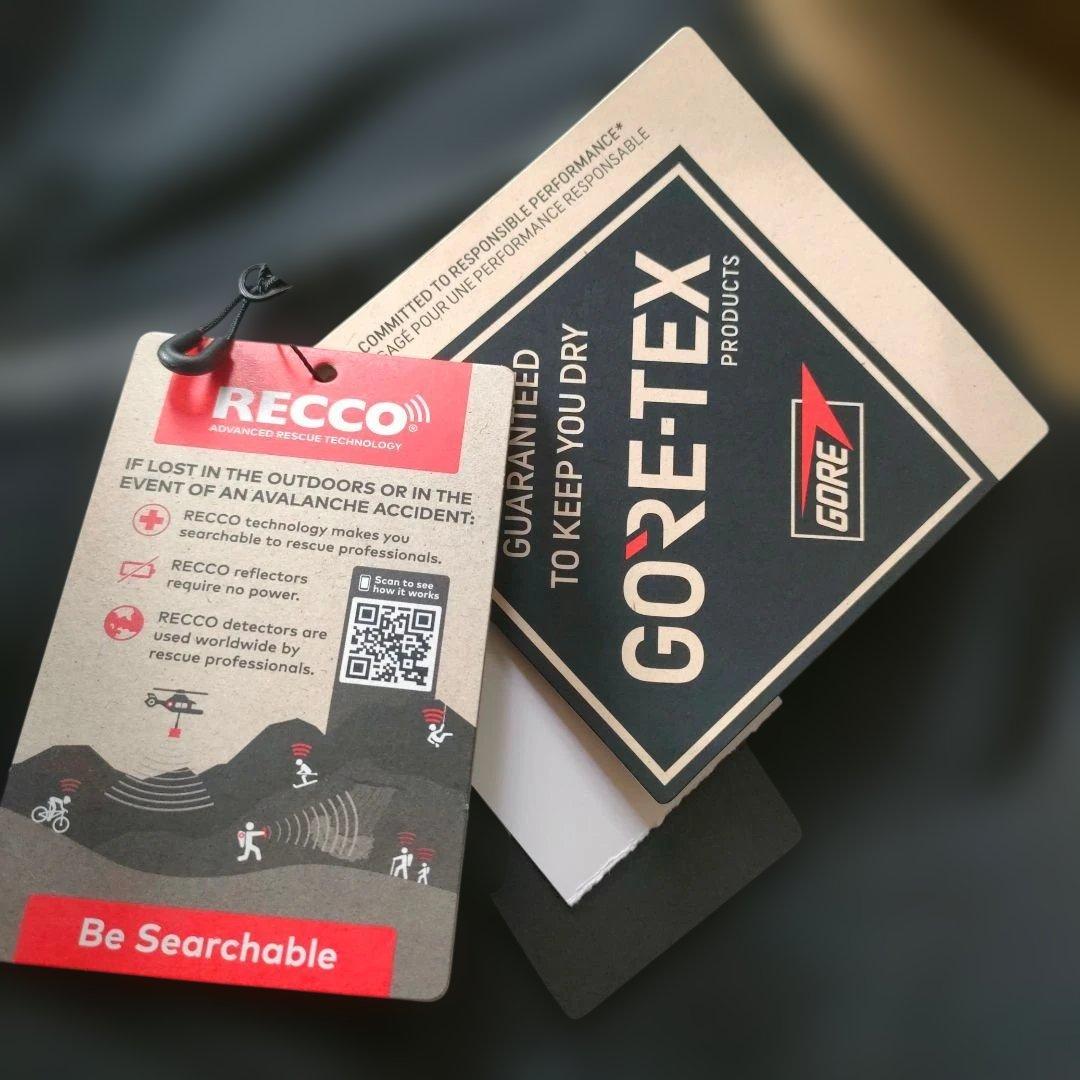 RECCO®
ADVANCED RESCUE TECHNOLOGY
IF LOST IN THE OUTDOORS OR IN THE
EVENT OF AN AVALANCHE ACCIDENT:
RECCO technology makes you
searchable to rescue professionals.
RECCO reflectors
require no power.
Scan to see
how it works
RECCO detectors are
used worldwide by
rescue professionals.
Be Searchable
COMMITTED TO RESPONSIBLE PERFORMANCE*
POUR UNE PERFORMANCE RESPONSABLE
GUARANTEED
TO KEEP YOU DRY
GORE-TEX
PRODUCTS
GORE